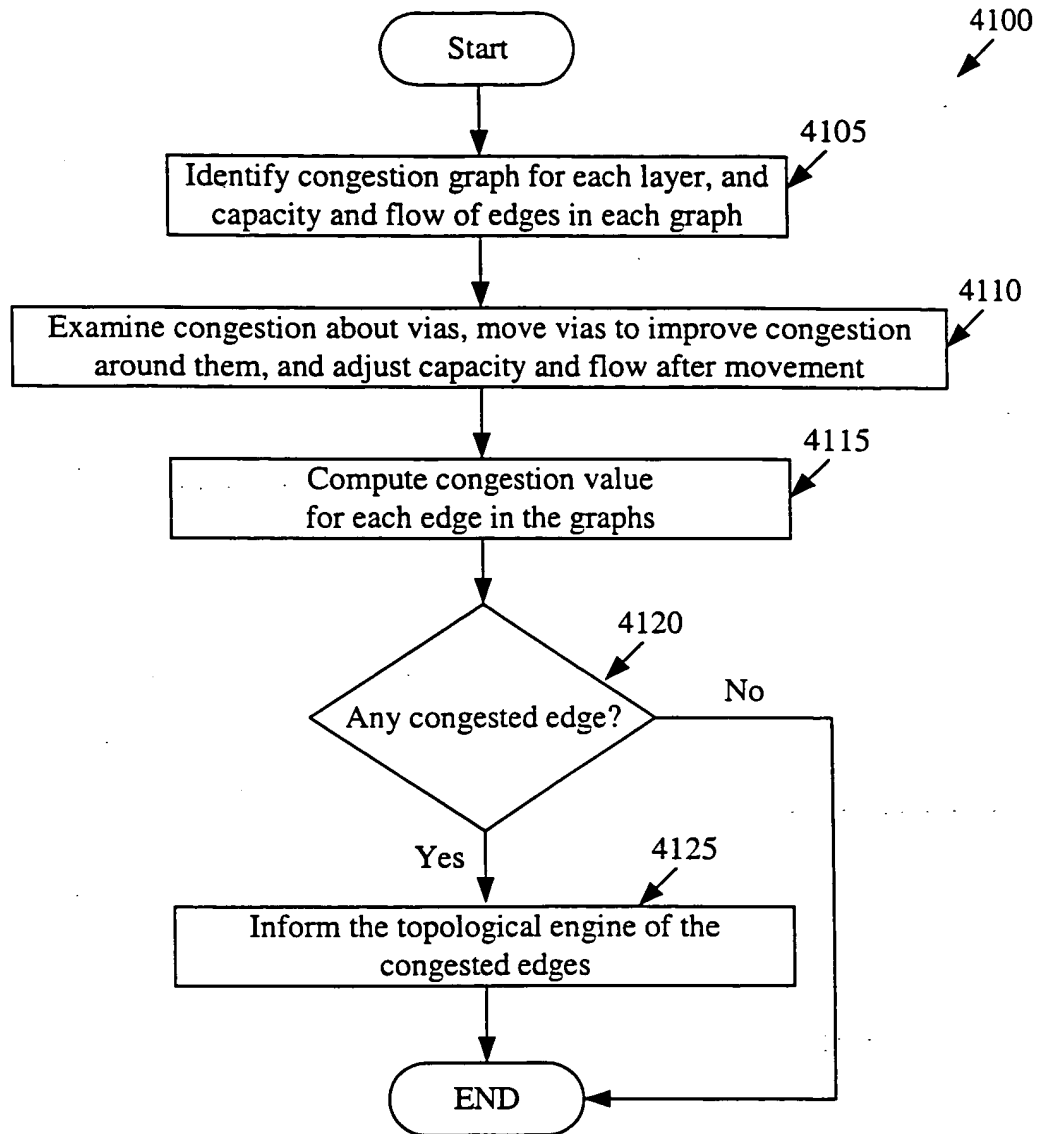 4100
Start
4105
Identify congestion graph for each layer, and
capacity and flow of edges in each graph
4110
Examine congestion about vias, move vias to improve congestion
around them, and adjust capacity and flow after movement
4115
Compute congestion value
for each edge in the graphs
4120
Any congested edge?
No
Yes
4125
Inform the topological engine of the
congested edges
END